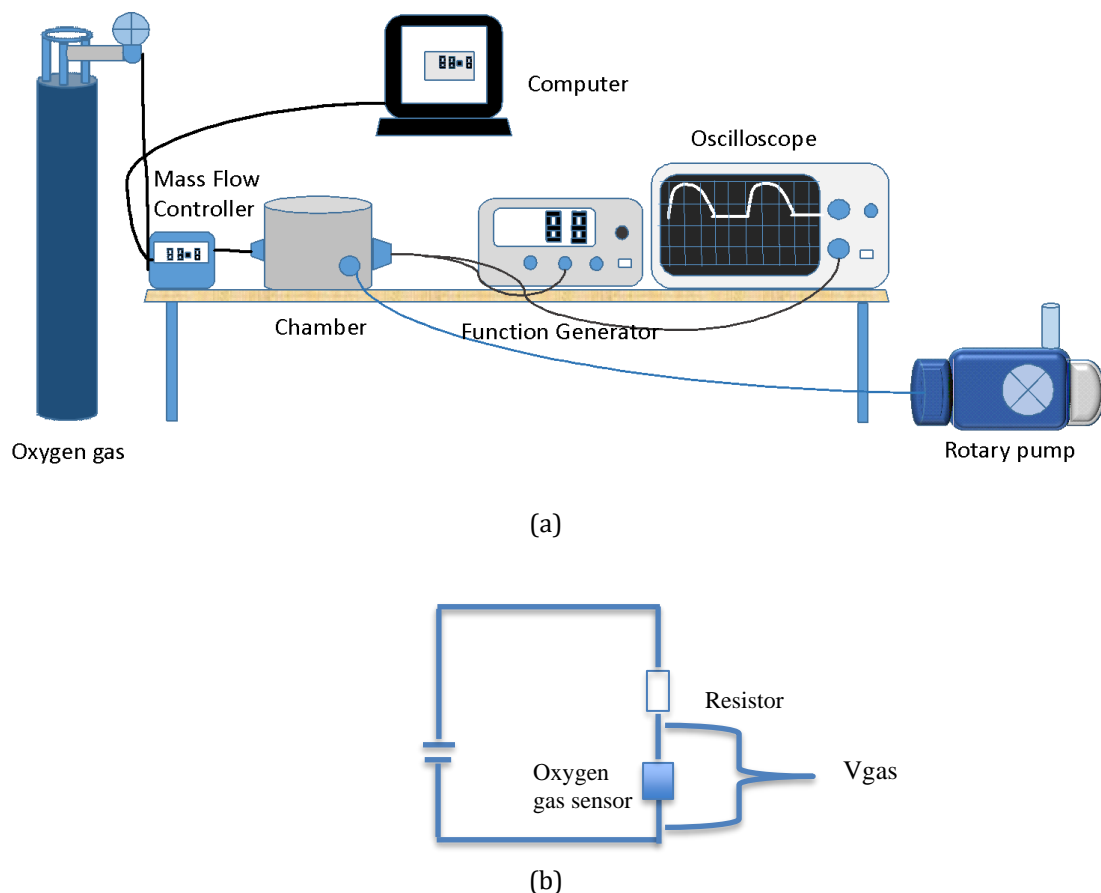 Computer
Oscilloscope
Mass Flow
Controller
Chamber
Function Generator
Oxygen gas
Rotary pump
(a)
Resistor
Oxygen
gas sensor
Vgas
(b)